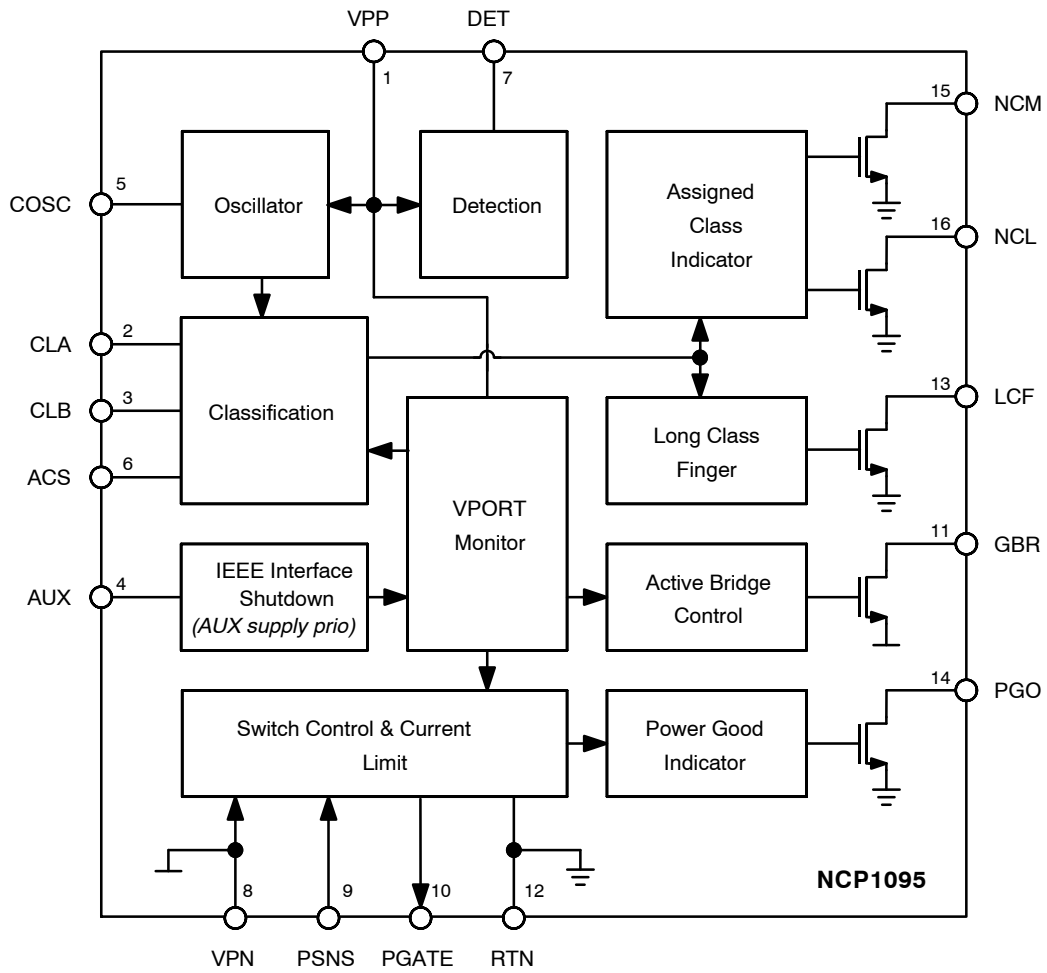 VPP
DET
1
7
15
NCM
5
COSC
Oscillator
Detection
Assigned
Class
Indicator
16
NCL
2
CLA
3
CLB
Classification
6
ACS
13
LCF
Long Class
Finger
VPORT
Monitor
11
GBR
4
AUX
IEEE Interface
Shutdown
(AUX supply prio)
Active Bridge
Control
14
PGO
Switch Control & Current
Limit
Power Good
Indicator
NCP1095
8
9
10
12
VPN
PSNS
PGATE
RTN